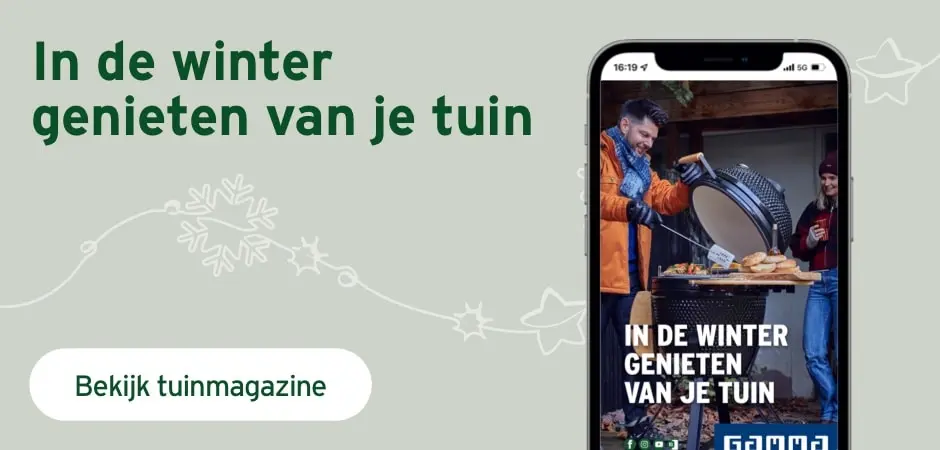 In de winter
genieten van je tuin
Bekijk tuinmagazine
16:19
5G
IN DE WINTER
GENIETEN
VAN JE TUIN
GAMMA